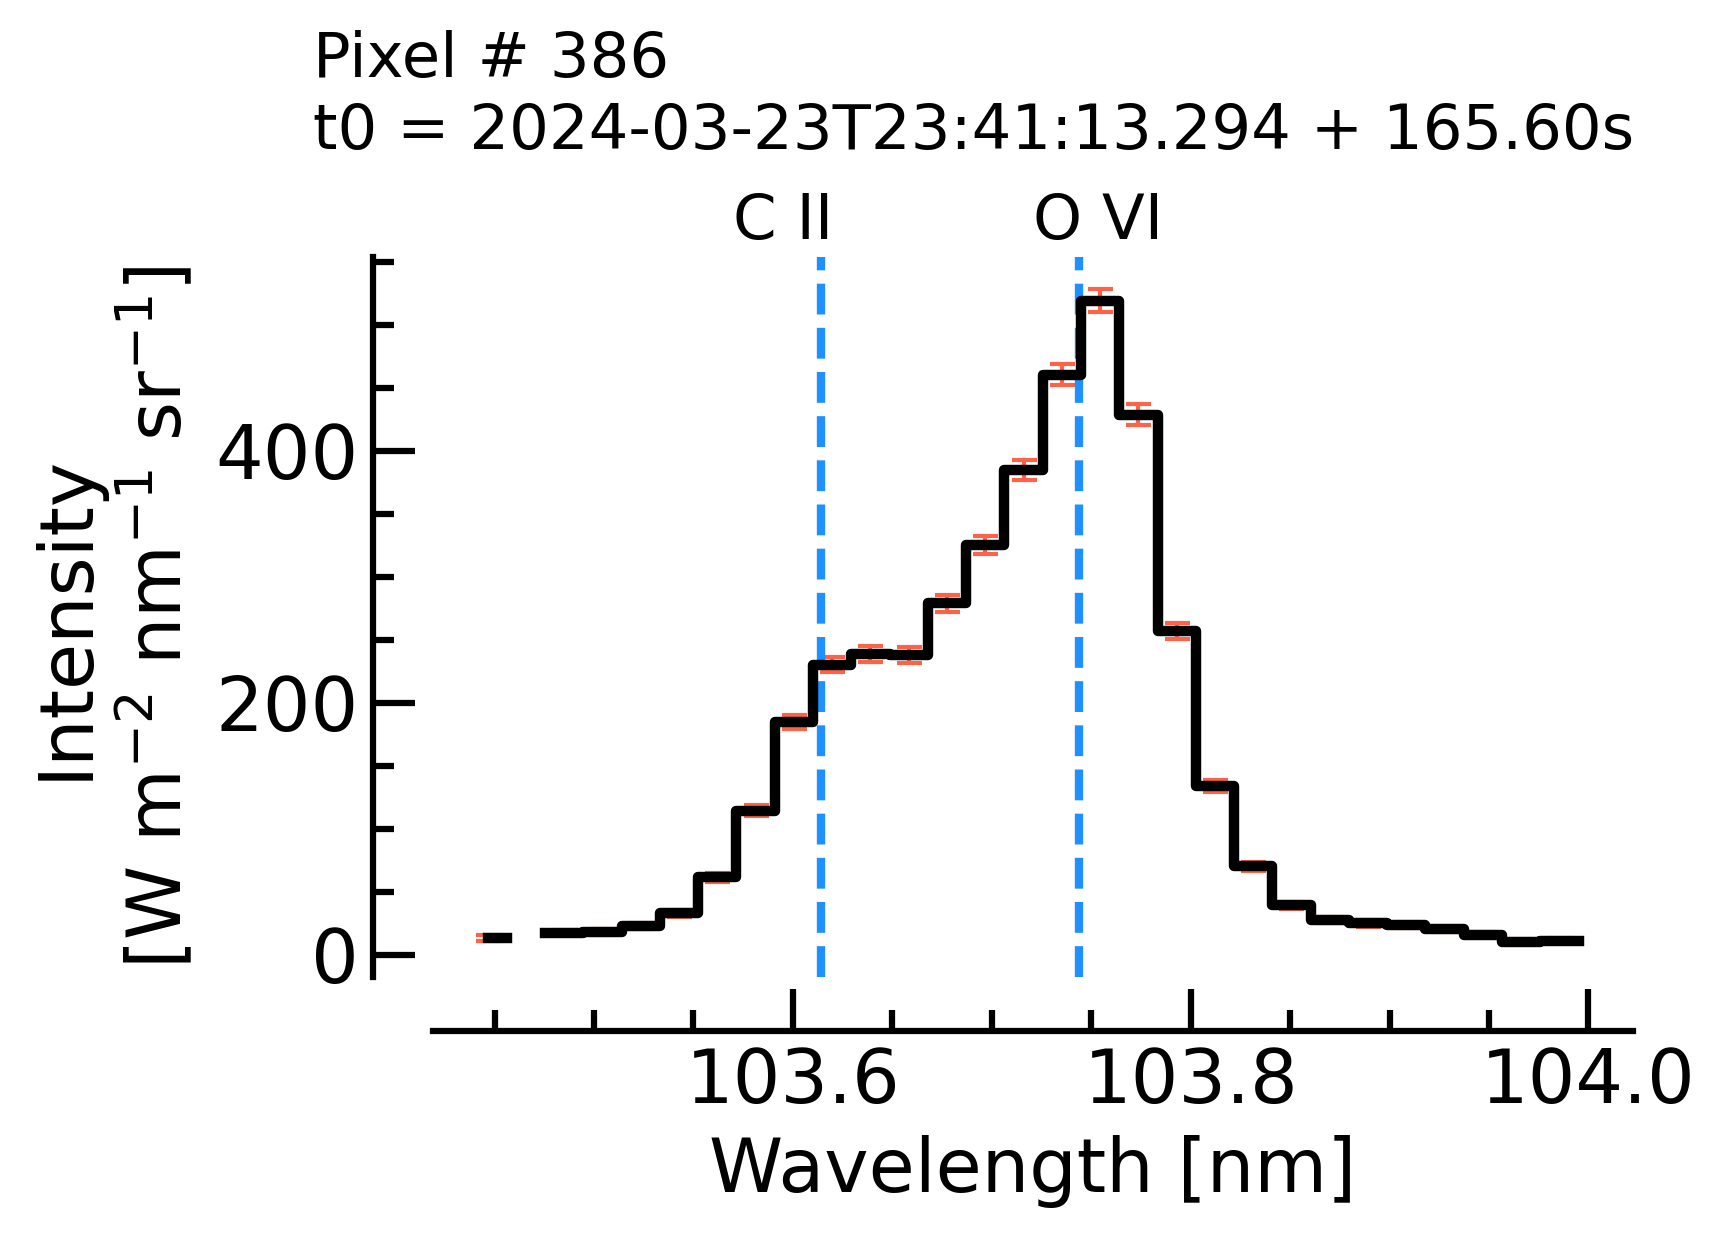 Pixel # 386
t0 = 2024-03-23T23:41:13.294 + 165.60s
C II
O VI
Intensity
[W m⁻² nm⁻¹ sr⁻¹]
400
200
0
103.6
103.8
104.0
Wavelength [nm]